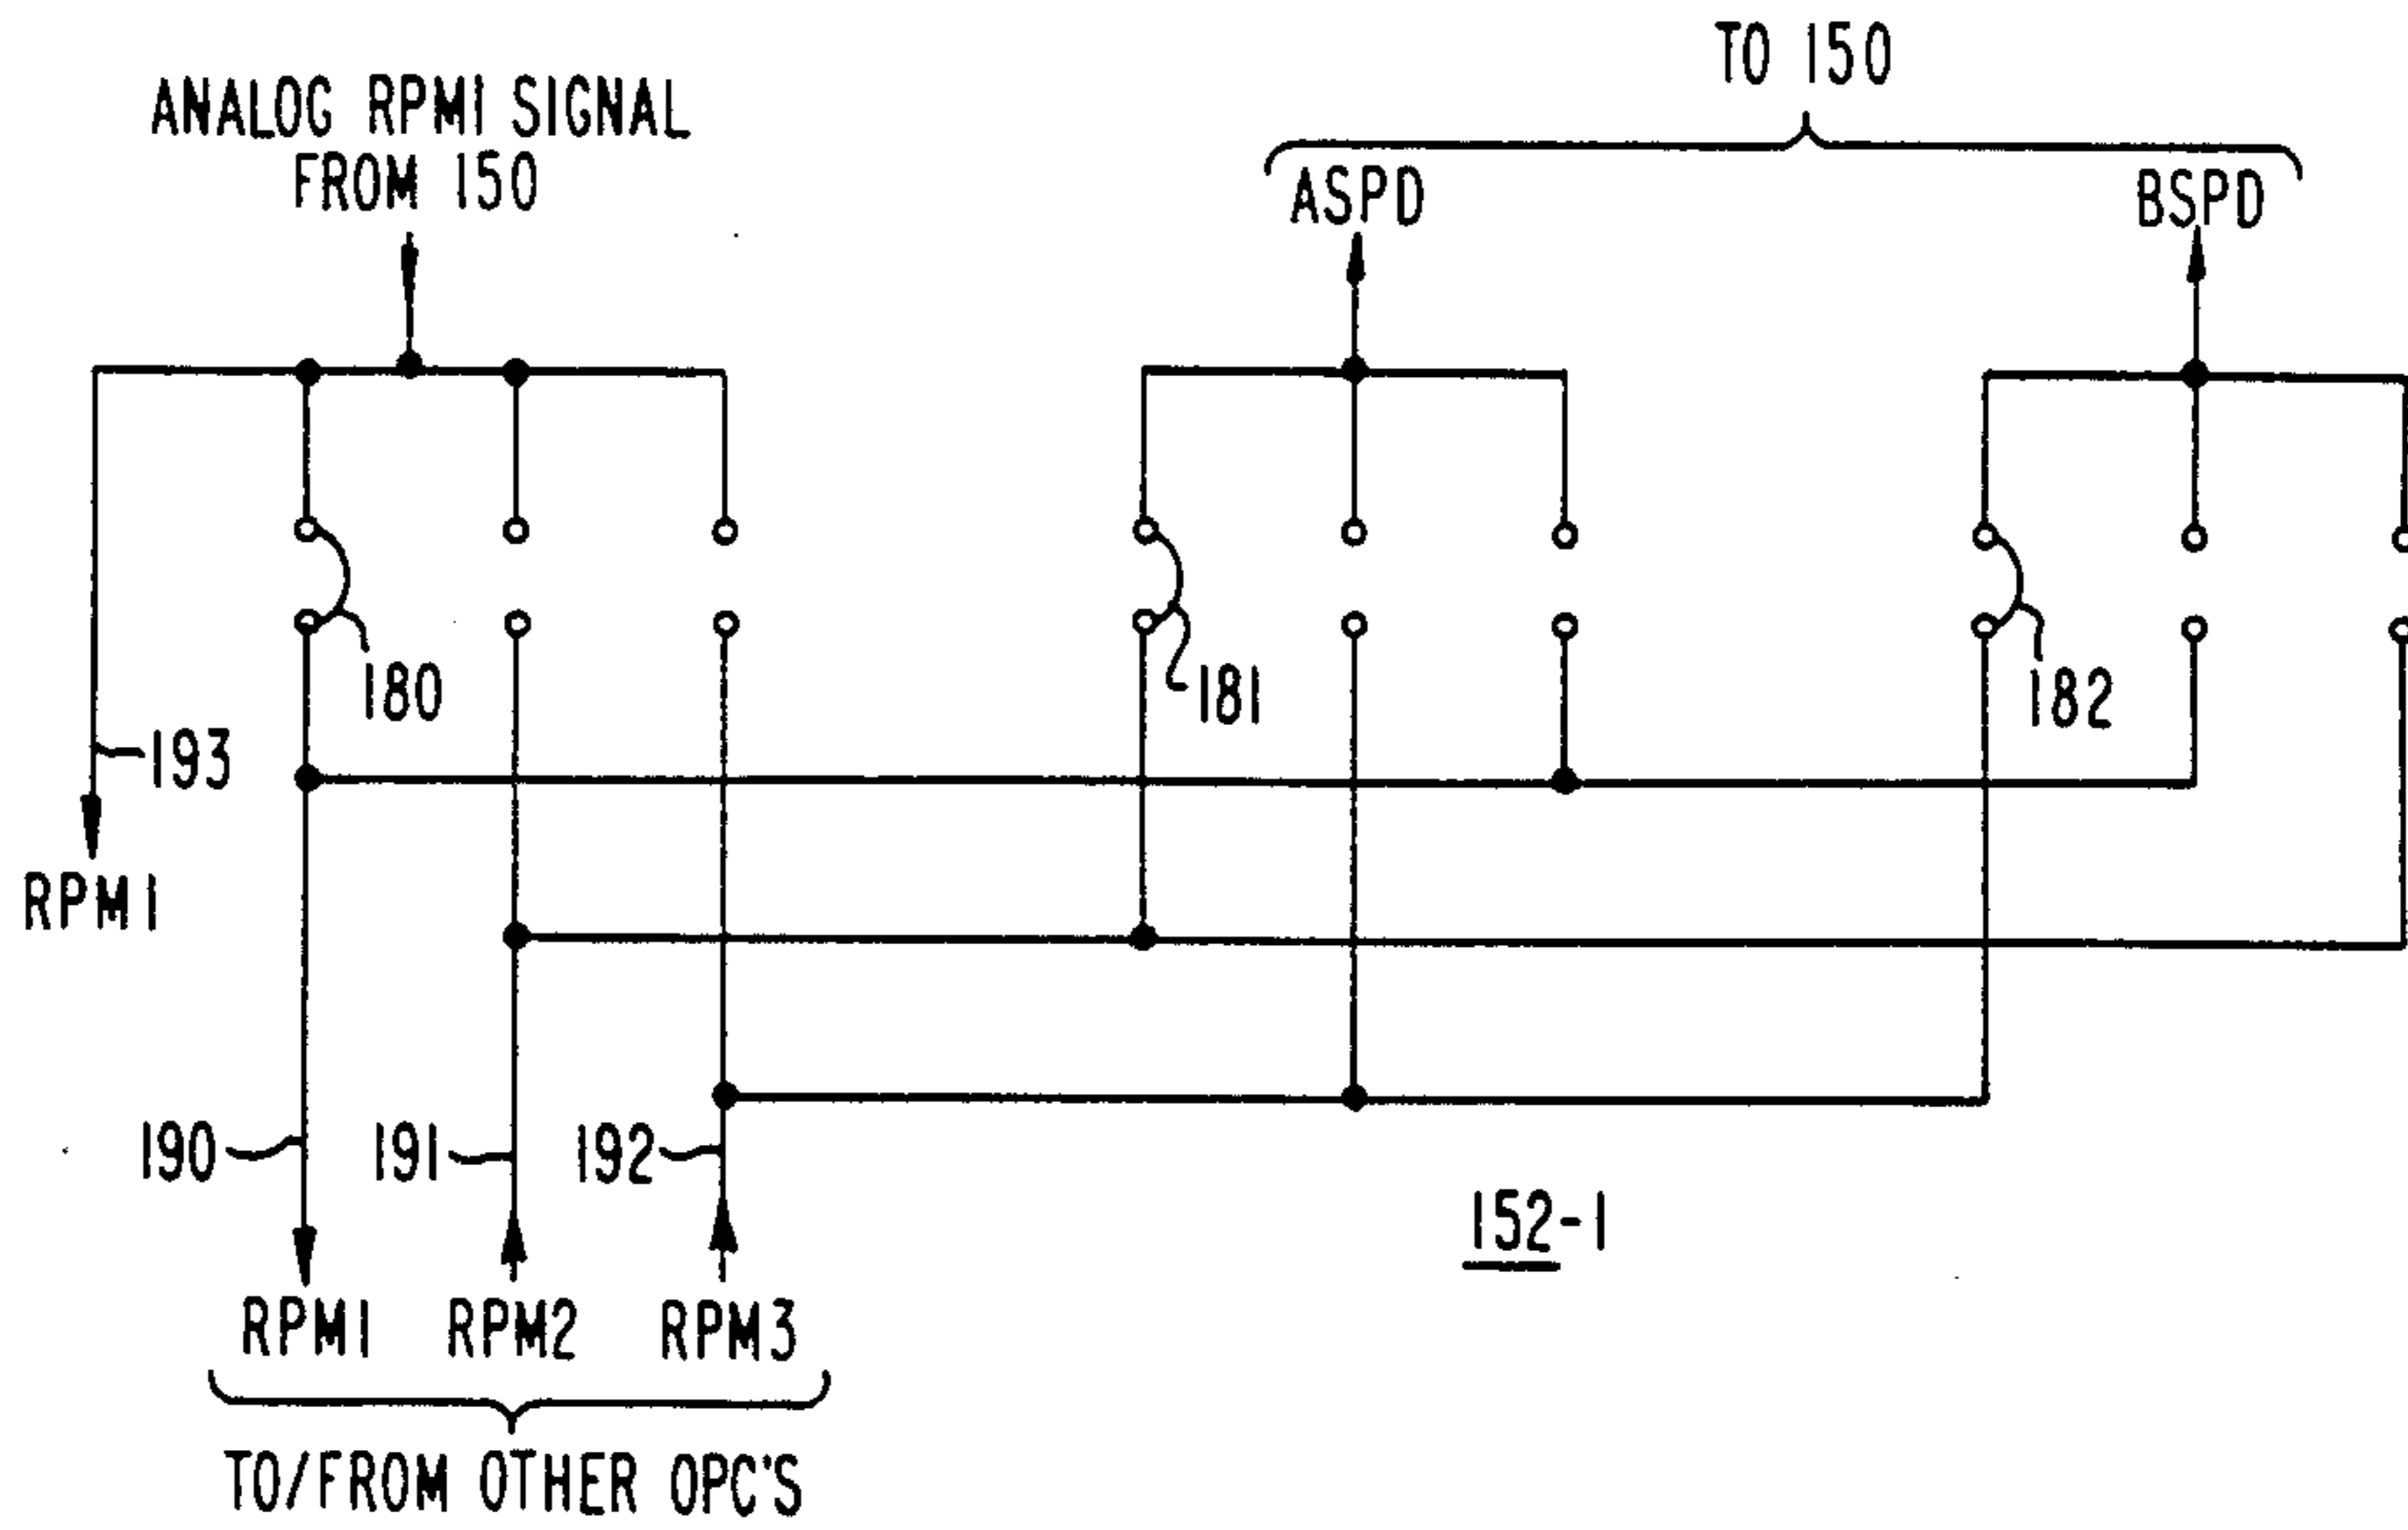 TO 150
ANALOG RPM1 SIGNAL
FROM 150
ASPD
BSPD
180
181
182
193
RPM1
190
191
192
152-1
RPM1
RPM2
RPM3
TO/FROM OTHER OPC'S